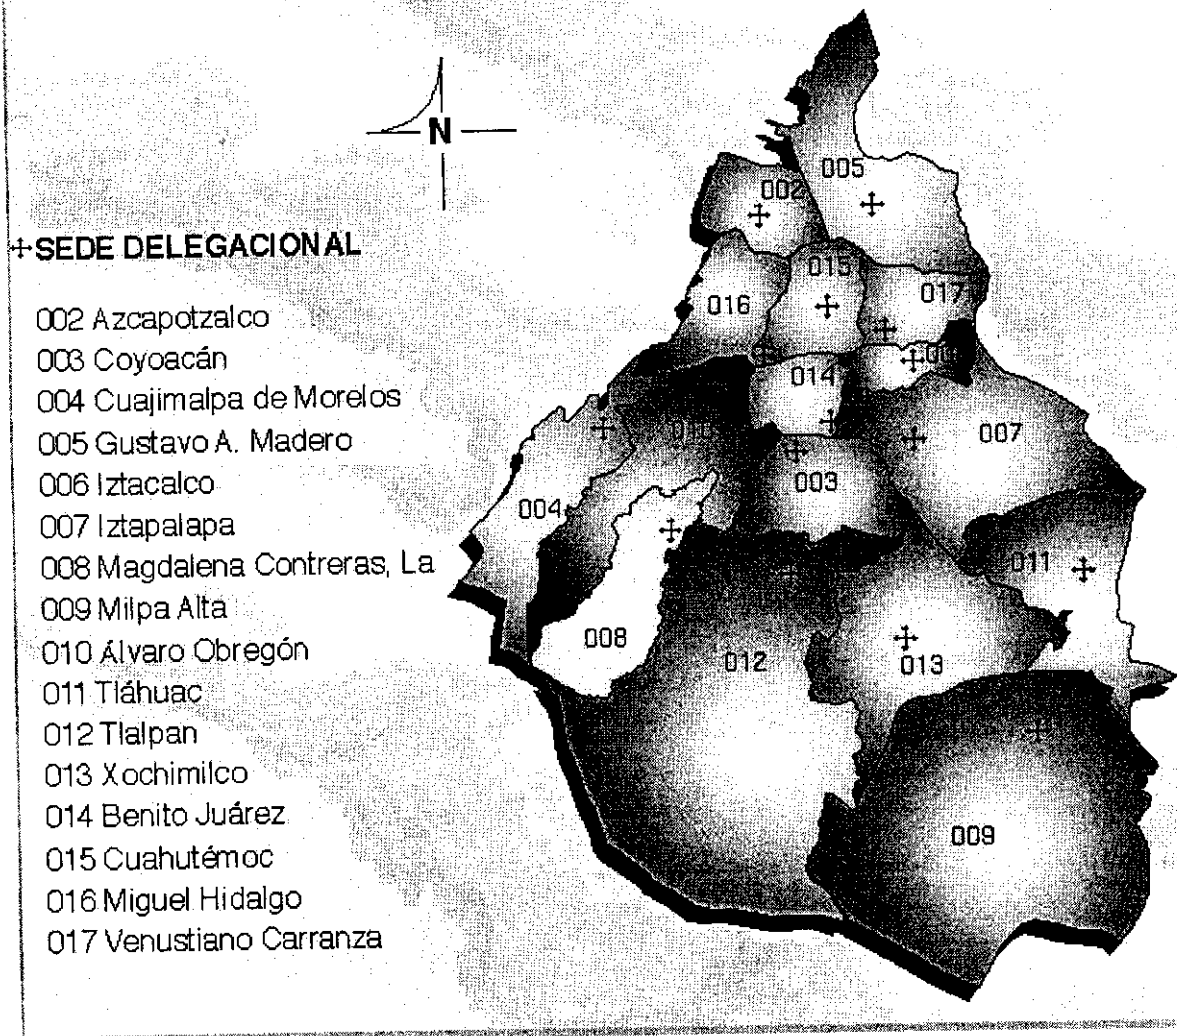 N
SEDE DELEGACIONAL
002 Azcapotzalco
003 Coyoacán
004 Cuajimalpa de Morelos
005 Gustavo A. Madero
006 Iztacalco
007 Iztapalapa
008 Magdalena Contreras, La
009 Milpa Alta
010 Álvaro Obregón
011 Tláhuac
012 Tlalpan
013 Xochimilco
014 Benito Juárez
015 Cuahutémoc
016 Miguel Hidalgo
017 Venustiano Carranza
005
002
015
017
016
014
010
007
003
004
011
008
012
013
009